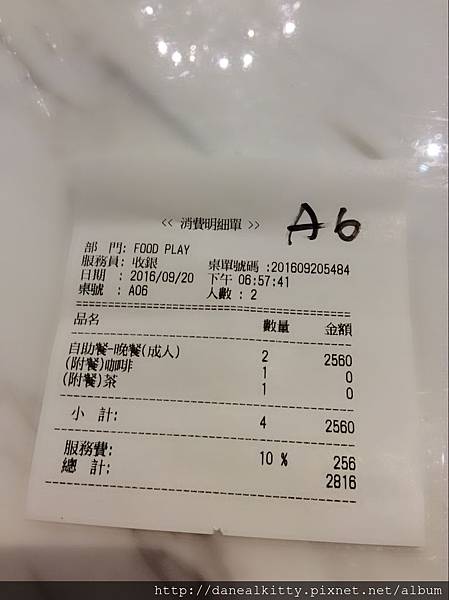 << 消費明細單 >> A6
部 門: FOOD PLAY
服務員: 收銀 桌單號碼 :201609205484
日期 : 2016/09/20 下午 06:57:41
桌號 : A06 人數 : 2
品名 數量 金額
自助餐-晚餐(成人) 2 2560
(附餐)咖啡 1 0
(附餐)茶 1 0
小 計: 4 2560
服務費: 10 % 256
總 計: 2816
http://danealkitty.pixnet.net/album